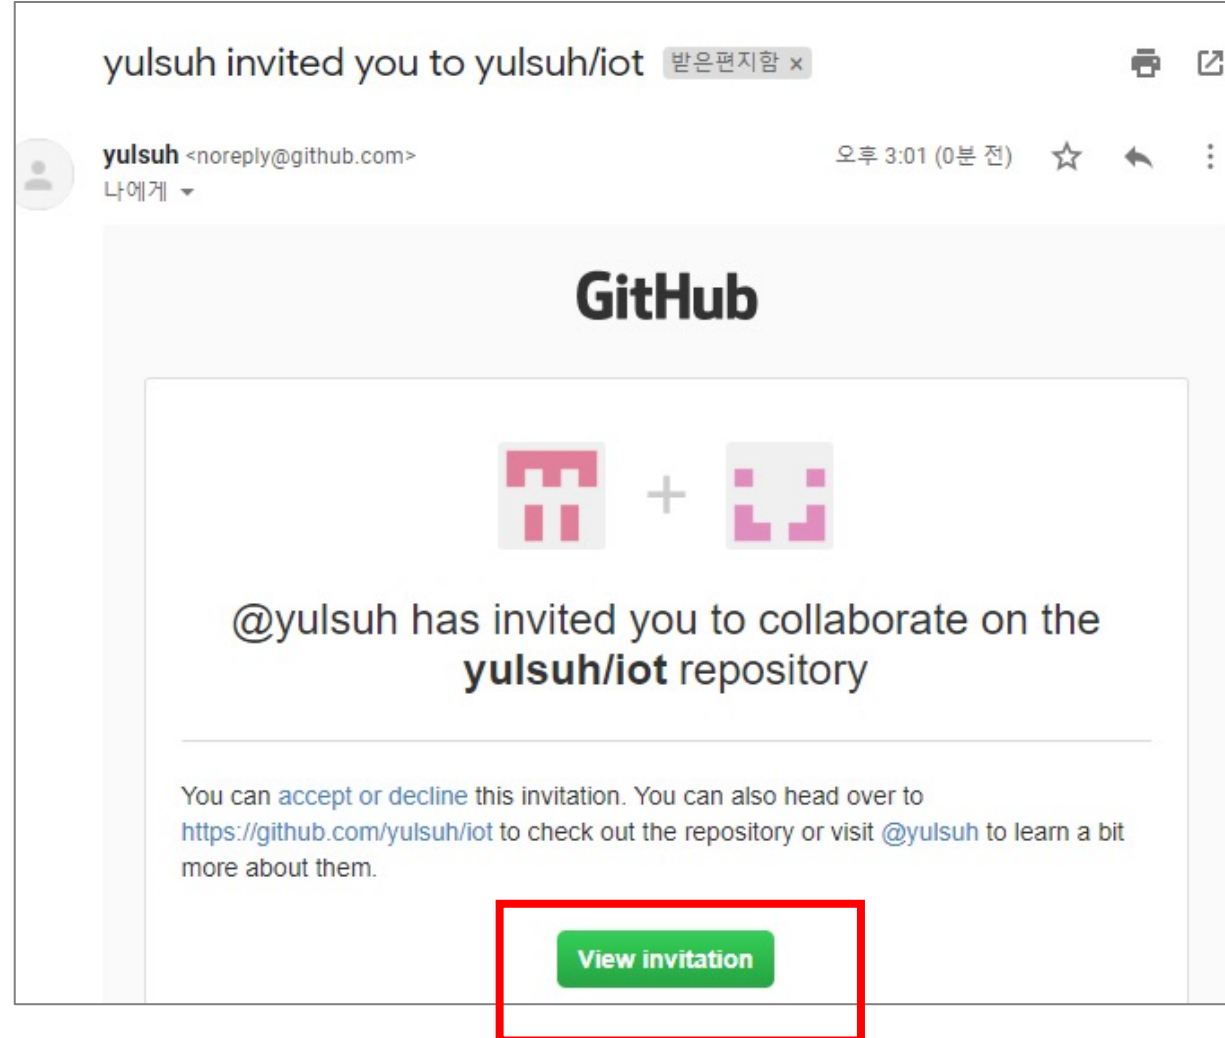 yulsuh invited you to yulsuh/iot 받은편지함 x
yulsuh <noreply@github.com> 오후 3:01 (0분 전)
나에게
GitHub
@yulsuh has invited you to collaborate on the
yulsuh/iot repository
You can accept or decline this invitation. You can also head over to
https://github.com/yulsuh/iot to check out the repository or visit @yulsuh to learn a bit
more about them.
View invitation